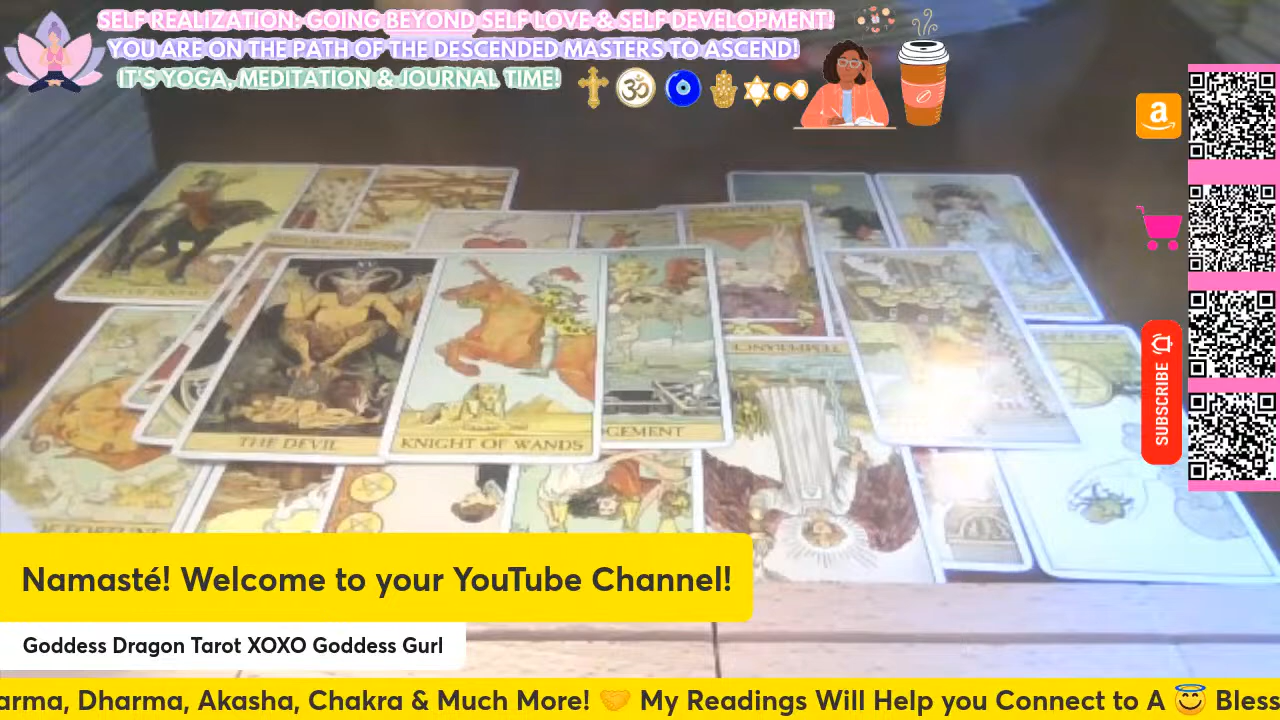 SELF REALIZATION: GOING BEYOND SELF LOVE & SELF DEVELOPMENT!
YOU ARE ON THE PATH OF THE DESCENDED MASTERS TO ASCEND!
IT'S YOGA, MEDITATION & JOURNAL TIME!
a
SUBSCRIBE
TEMPERANCE
THE DEVIL
KNIGHT OF WANDS
GEMENT
Namasté! Welcome to your YouTube Channel!
Goddess Dragon Tarot XOXO Goddess Gurl
arma, Dharma, Akasha, Chakra & Much More! 🤝 My Readings Will Help you Connect to A 😇 Bless